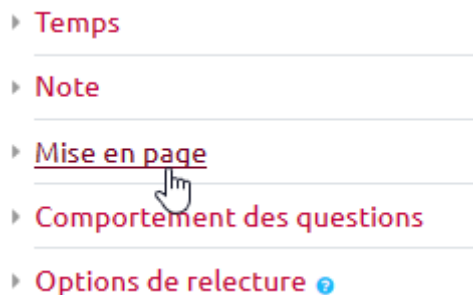 Temps
Note
Mise en page
Comportement des questions
Options de relecture ?